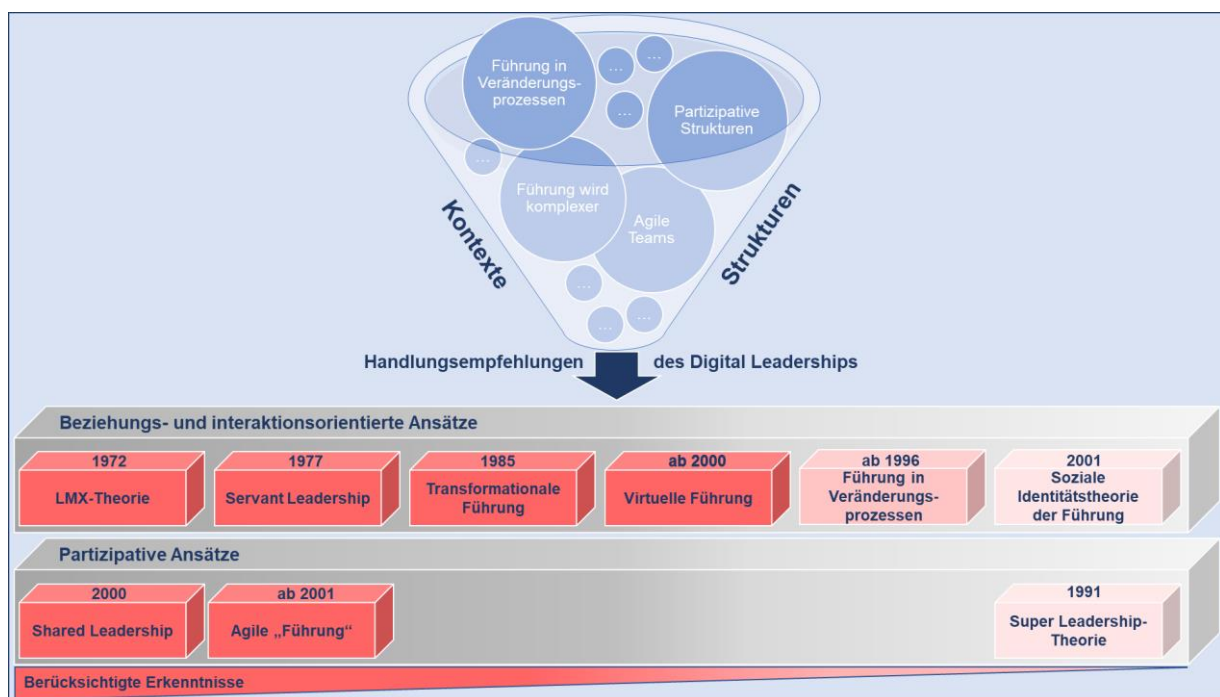 Führung in
Veränderungs-
prozessen
...
...
...
Partizipative
Strukturen
...
Führung wird
komplexer
Agile
Teams
...
...
...
Kontexte
Strukturen
Handlungsempfehlungen des Digital Leaderships
Beziehungs- und interaktionsorientierte Ansätze
1972
LMX-Theorie
1977
Servant Leadership
1985
Transformationale
Führung
ab 2000
Virtuelle Führung
ab 1996
Führung in
Veränderungs-
prozessen
2001
Soziale
Identitätstheorie
der Führung
Partizipative Ansätze
2000
Shared Leadership
ab 2001
Agile „Führung“
1991
Super Leadership-
Theorie
Berücksichtigte Erkenntnisse